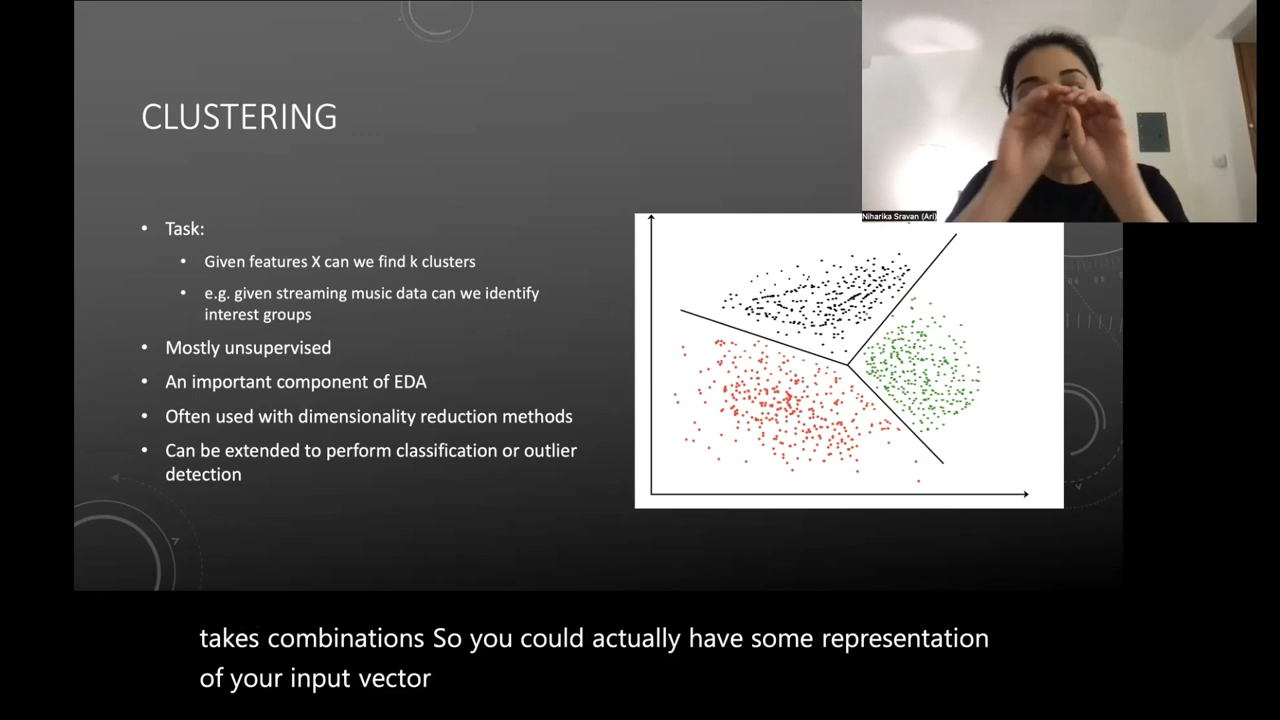 CLUSTERING
Niharika Sravan (Ari)
• Task:
• Given features X can we find k clusters
• e.g. given streaming music data can we identify
interest groups
• Mostly unsupervised
• An important component of EDA
• Often used with dimensionality reduction methods
• Can be extended to perform classification or outlier
detection
takes combinations So you could actually have some representation
of your input vector